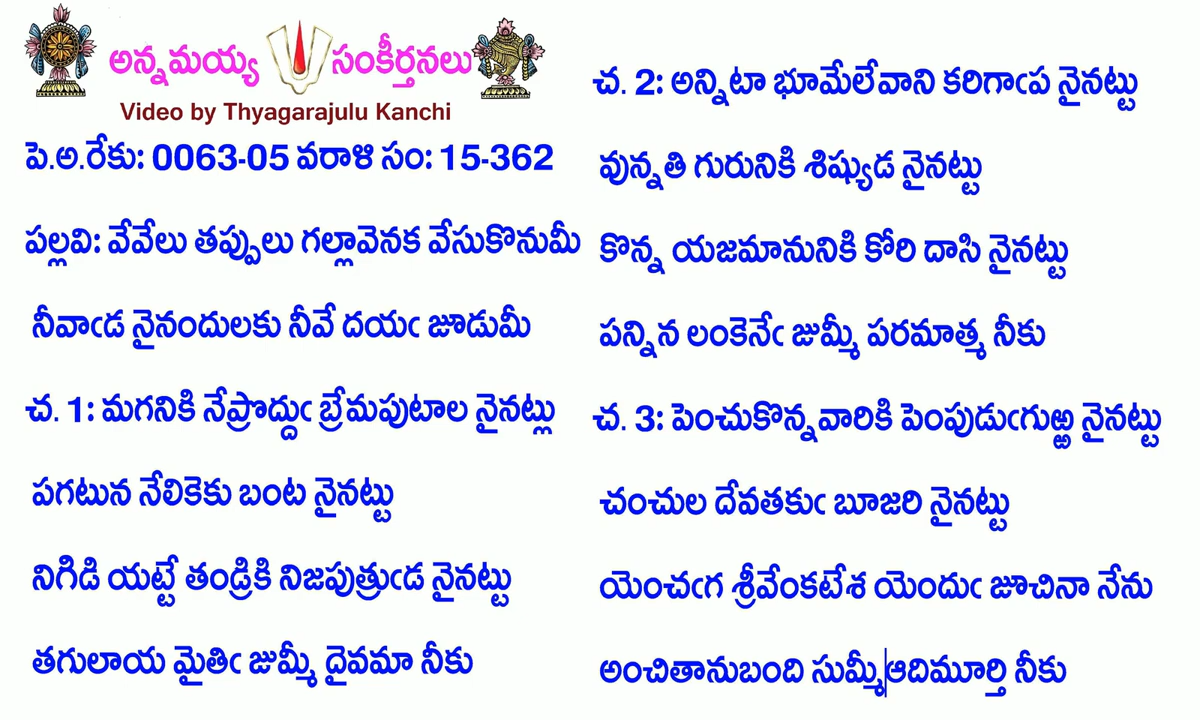 అన్నమయ్య సంకీర్తనలు
Video by Thyagarajulu Kanchi
పె.అ.రేకు: 0063-05 వరాళి సం: 15-362
పల్లవి: వేవేలు తప్పులు గల్లావెనక వేసుకొనుమీ
నీవాఁడ నైనందులకు నీవే దయఁ జూడుమీ
చ. 1: మగనికి నేప్రొద్దుఁ బ్రేమపుటాల నైనట్లు
పగటున నేలికెకు బంట నైనట్టు
నిగిడి యట్టే తండ్రికి నిజపుత్రుఁడ నైనట్టు
తగులాయ మైతిఁ జుమ్మీ దైవమా నీకు
చ. 2: అన్నిటా భూమేలేవాని కరిగాఁప నైనట్టు
వున్నతి గురునికి శిష్యుడ నైనట్టు
కొన్న యజమానునికి కోరి దాసి నైనట్టు
పన్నిన లంకెనేఁ జుమ్మీ పరమాత్మ నీకు
చ. 3: పెంచుకొన్నవారికి పెంపుడుఁగుఱ్ఱ నైనట్టు
చంచుల దేవతకుఁ బూజరి నైనట్టు
యెంచఁగ శ్రీవేంకటేశ యెందుఁ జూచినా నేను
అంచితానుబంది సుమ్మీ ఆదిమూర్తి నీకు